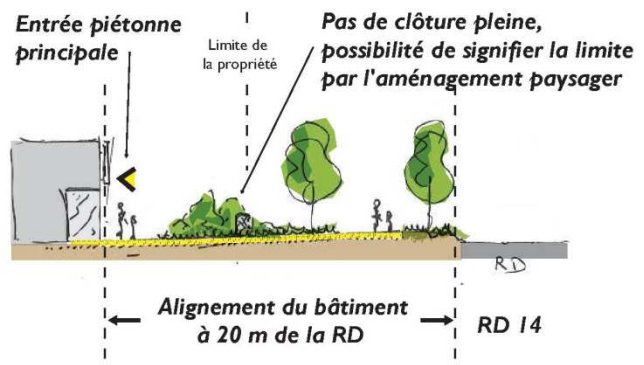 Entrée piétonne
principale
Limite de
la propriété
Pas de clôture pleine,
possibilité de signifier la limite
par l'aménagement paysager
RD
Alignement du bâtiment
à 20 m de la RD
RD 14